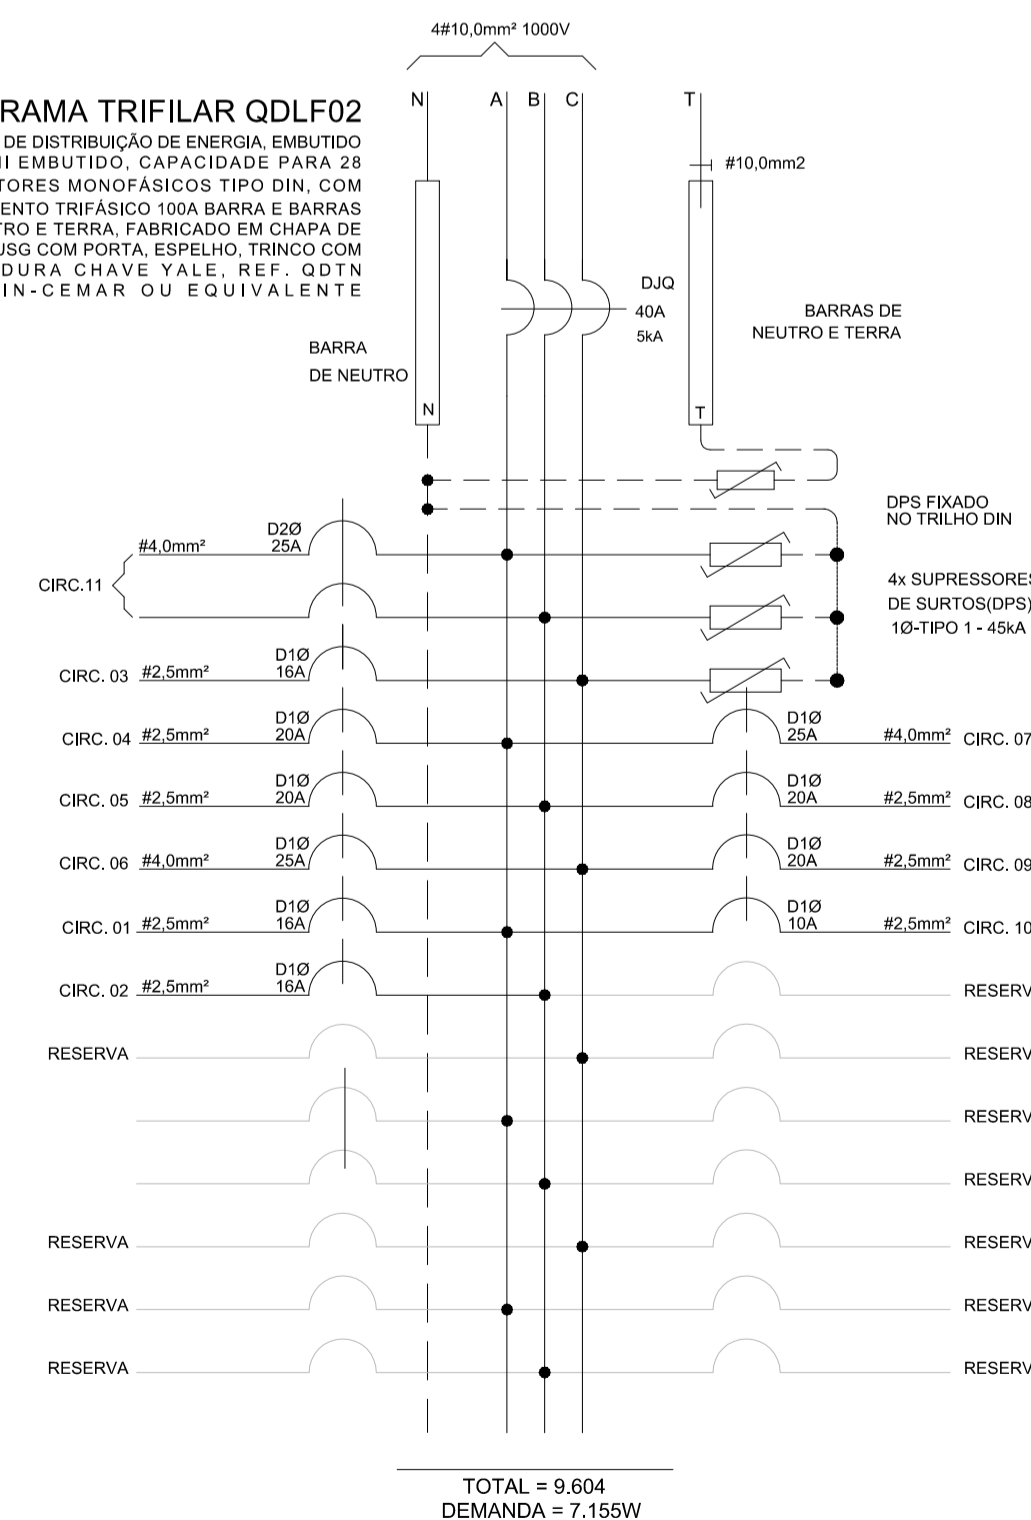 4#10,0mm² 1000V
RAMA TRIFILAR QDLF02
DE DISTRIBUIÇÃO DE ENERGIA, EMBUTIDO
EMBUTIDO, CAPACIDADE PARA 28
TORES MONOFÁSICOS TIPO DIN, COM
ENTO TRIFÁSICO 100A BARRA E BARRAS
TRO E TERRA, FABRICADO EM CHAPA DE
USG COM PORTA, ESPELHO, TRINCO COM
DURA CHAVE YALE, REF. QDTN
IN-CEMAR OU EQUIVALENTE
N A B C T
#10,0mm2
DJQ
40A
5kA
BARRAS DE
NEUTRO E TERRA
BARRA
DE NEUTRO
N
T
DPS FIXADO
NO TRILHO DIN
4x SUPRESSORES
DE SURTOS(DPS)
1Ø-TIPO 1 - 45kA
CIRC.11 #4,0mm² D2Ø
25A
CIRC. 03 #2,5mm² D1Ø
16A
CIRC. 04 #2,5mm² D1Ø
20A
D1Ø
25A #4,0mm² CIRC. 07
CIRC. 05 #2,5mm² D1Ø
20A
D1Ø
20A #2,5mm² CIRC. 08
CIRC. 06 #4,0mm² D1Ø
25A
D1Ø
20A #2,5mm² CIRC. 09
CIRC. 01 #2,5mm² D1Ø
16A
D1Ø
10A #2,5mm² CIRC. 10
CIRC. 02 #2,5mm² D1Ø
16A
RESERV
RESERVA RESERV
RESERV
RESERV
RESERVA RESERV
RESERVA RESERV
RESERVA RESERV
TOTAL = 9.604
DEMANDA = 7.155W